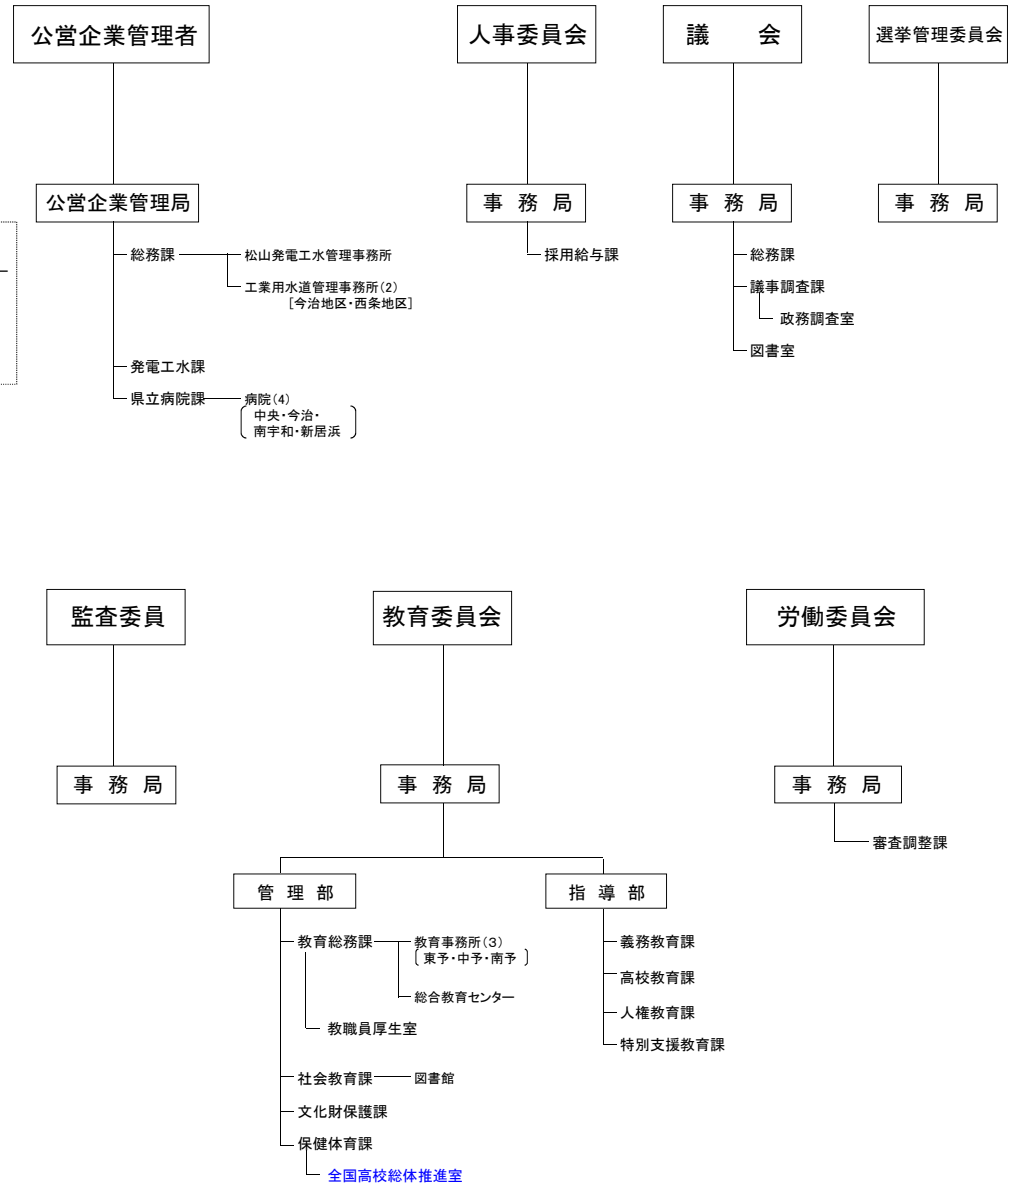 公営企業管理者
人事委員会
議 会
選挙管理委員会
公営企業管理局
事 務 局
事 務 局
事 務 局
総務課
松山発電工水管理事務所
工業用水道管理事務所(2)
[今治地区・西条地区]
発電工水課
県立病院課
病院(4)
中央・今治・
南宇和・新居浜
採用給与課
総務課
議事調査課
政務調査室
図書室
監査委員
教育委員会
労働委員会
事 務 局
事 務 局
事 務 局
審査調整課
管 理 部
指 導 部
教育総務課
教育事務所(3)
〔 東予・中予・南予 〕
総合教育センター
教職員厚生室
社会教育課
図書館
文化財保護課
保健体育課
全国高校総体推進室
義務教育課
高校教育課
人権教育課
特別支援教育課